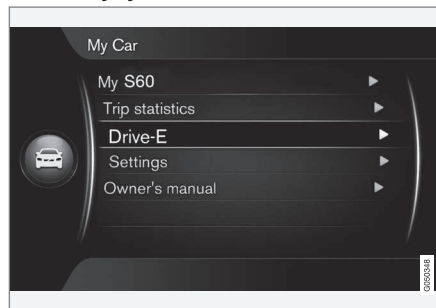 My Car
My S60
Trip statistics
Drive-E
Settings
Owner's manual
G050348